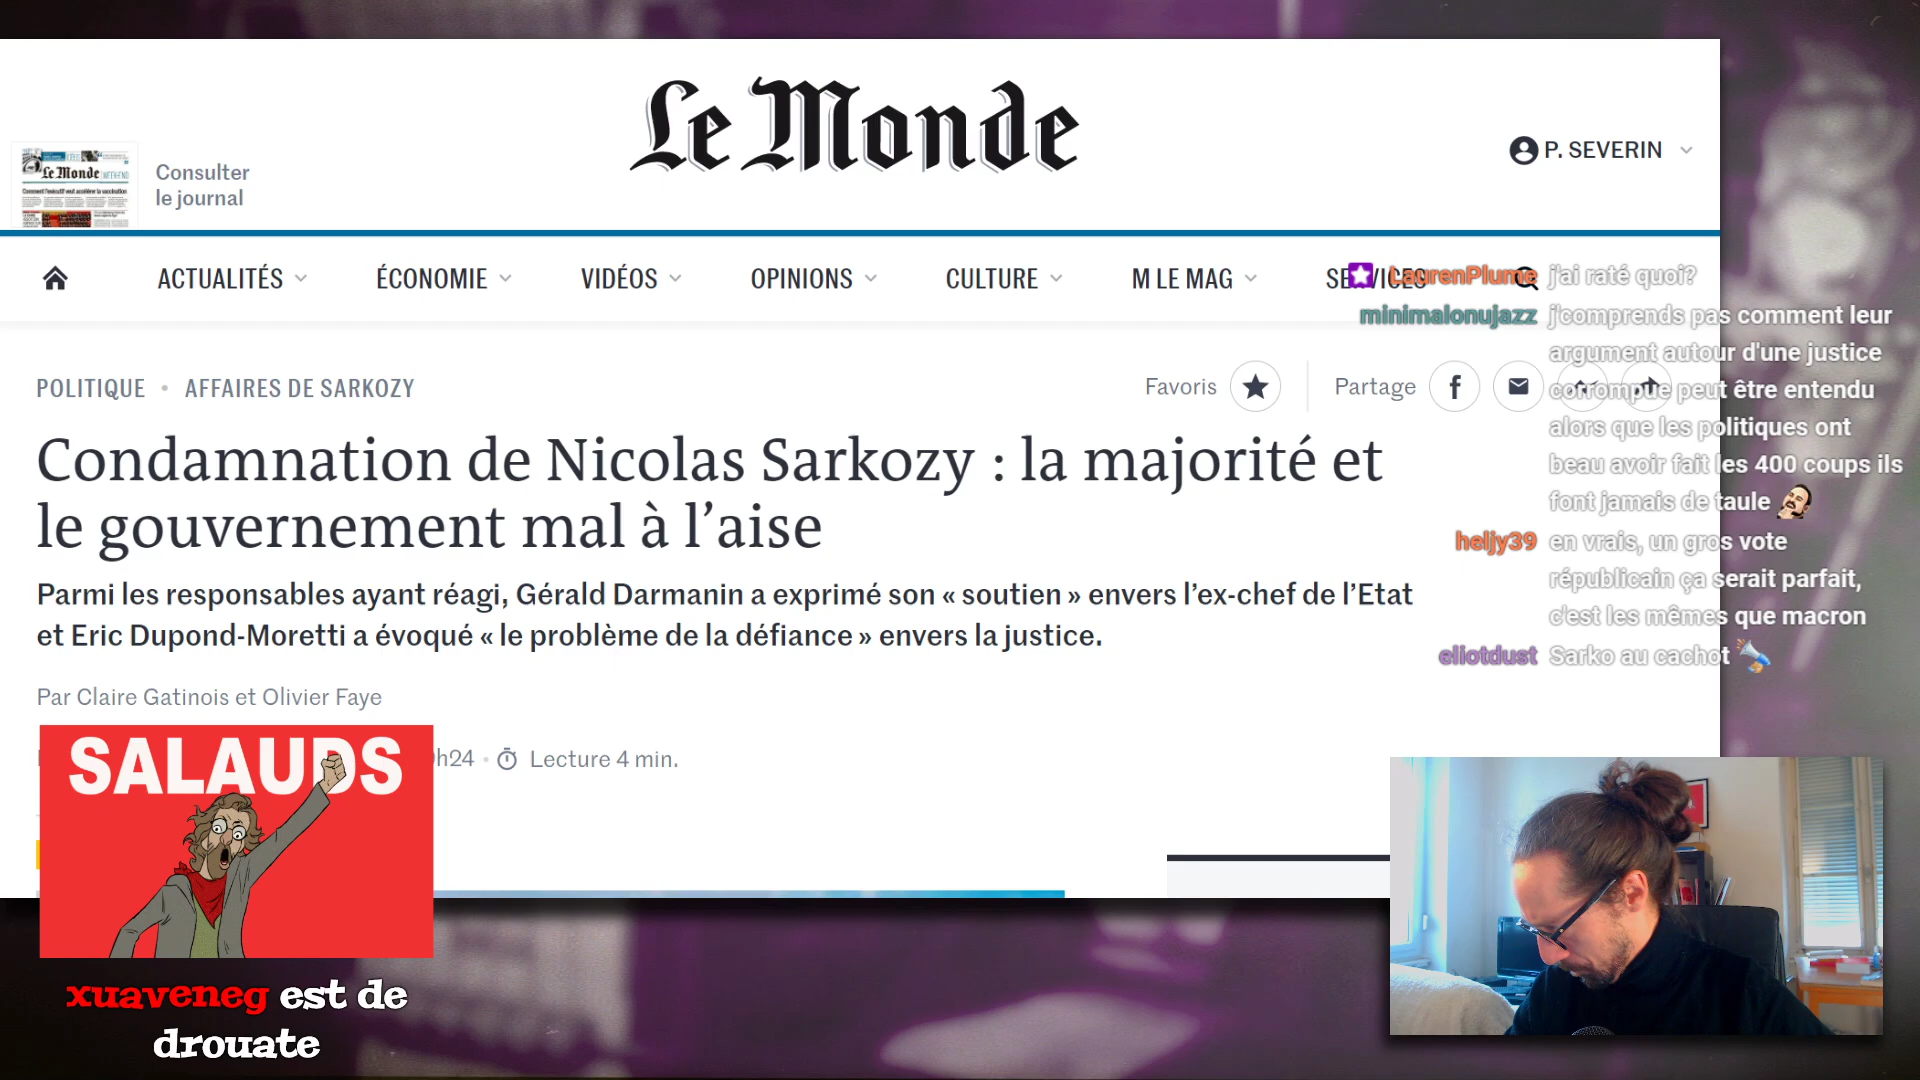 Le Monde
Consulter
le journal
P. SEVERIN
Le Monde
ACTUALITÉS
ÉCONOMIE
VIDÉOS
OPINIONS
CULTURE
M LE MAG
SERVICES
LaurenPlume j'ai raté quoi?
minimalonujazz j'comprends pas comment leur
argument autour d'une justice
corrompue peut être entendu
alors que les politiques ont
beau avoir fait les 400 coups ils
font jamais de taule
heljy39 en vrais, un gros vote
républicain ça serait parfait,
c'est les mêmes que macron
eliotdust Sarko au cachot
POLITIQUE • AFFAIRES DE SARKOZY
Favoris
Partage
Condamnation de Nicolas Sarkozy : la majorité et
le gouvernement mal à l’aise
Parmi les responsables ayant réagi, Gérald Darmanin a exprimé son « soutien » envers l’ex-chef de l’Etat
et Eric Dupond-Moretti a évoqué « le problème de la défiance » envers la justice.
Par Claire Gatinois et Olivier Faye
h24 • Lecture 4 min.
SALAUDS
xuaveneg est de
drouate